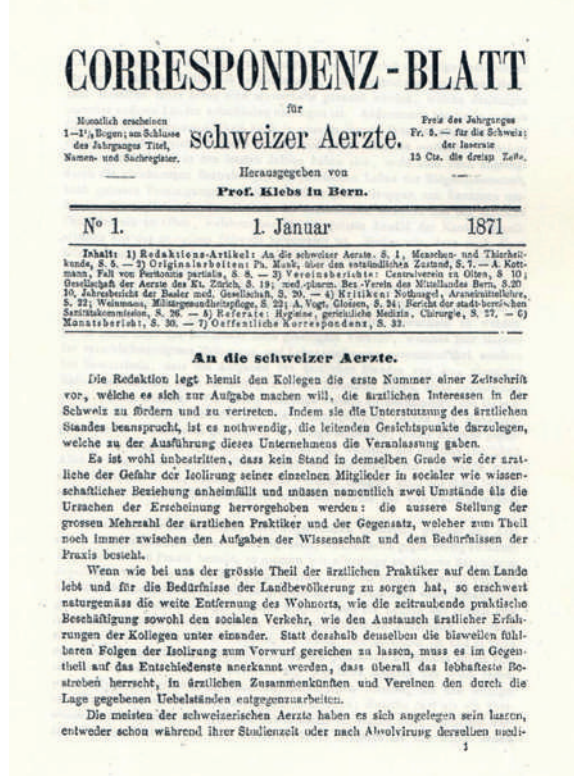 CORRESPONDENZ-BLATT
für
Monatlich erscheinen
1—1½ Bogen; am Schlusse
des Jahrganges Titel,
Namen- und Sachregister.
schweizer Aerzte.
Preis des Jahrganges
Fr. 5. — für die Schweiz;
der Inserate
15 Cts. die dreisp Zeile.
Herausgegeben von
Prof. Klebs in Bern.
Nº 1.
1. Januar
1871
Inhalt: 1) Redaktions-Artikel: An die schweizer Aerzte. S. 1, Menschen- und Thierheil-
kunde, S. 5. — 2) Originalarbeiten: Ph. Munk, über den entzündlichen Zustand, S. 7. — A. Kott-
mann, Fall von Peritonitis partialis, S. 8. — 3) Vereinsberichte: Centralverein in Olten, S 10;
Gesellschaft der Aerzte des Kt. Zürich, S. 19; med.-pharm. Bez.-Verein des Mittellandes Bern, S.20
10, Jahresbericht der Basler med. Gesellschaft, S. 20. — 4) Kritiken: Nothnagel, Arzneimittellehre,
S. 22; Weinmann, Militärgesundheitspflege, S. 22; A. Vogt, Glossen, S. 24; Bericht der stadt-bernischen
Sanitätskommission, S. 26. — 5) Referate: Hygieine, gerichtliche Medizin, Chirurgie, S. 27. — 6)
Monatsbericht, S. 30. — 7) Oeffentliche Korrespondenz, S. 32.
An die schweizer Aerzte.
Die Redaktion legt hiemit den Kollegen die erste Nummer einer Zeitschrift
vor, welche es sich zur Aufgabe machen will, die ärztlichen Interessen in der
Schweiz zu fördern und zu vertreten. Indem sie die Unterstützung des ärztlichen
Standes beansprucht, ist es nothwendig, die leitenden Gesichtspunkte darzulegen,
welche zu der Ausführung dieses Unternehmens die Veranlassung gaben.
Es ist wohl unbestritten, dass kein Stand in demselben Grade wie der ärzt-
liche der Gefahr der Isolirung seiner einzelnen Mitglieder in socialer wie wissen-
schaftlicher Beziehung anheimfällt und müssen namentlich zwei Umstände als die
Ursachen der Erscheinung hervorgehoben werden: die aussere Stellung der
grossen Mehrzahl der ärztlichen Praktiker und der Gegensatz, welcher zum Theil
noch immer zwischen den Aufgaben der Wissenschaft und den Bedürfnissen der
Praxis besteht.
Wenn wie bei uns der grösste Theil der ärztlichen Praktiker auf dem Lande
lebt und für die Bedürfnisse der Landbevölkerung zu sorgen hat, so erschwert
naturgemäss die weite Entfernung des Wohnorts, wie die zeitraubende praktische
Beschäftigung sowohl den socialen Verkehr, wie den Austausch ärztlicher Erfah-
rungen der Kollegen unter einander. Statt desshalb denselben die bisweilen fühl-
baren Folgen der Isolirung zum Vorwurf gereichen zu lassen, muss es im Gegen-
theil auf das Entschiedenste anerkannt werden, dass überall das lebhafteste Be-
streben herrscht, in ärztlichen Zusammenkünften und Vereinen den durch die
Lage gegebenen Uebelständen entgegenzuarbeiten.
Die meisten der schweizerischen Aerzte haben es sich angelegen sein lassen,
entweder schon während ihrer Studienzeit oder nach Absolvirung derselben medi-
1